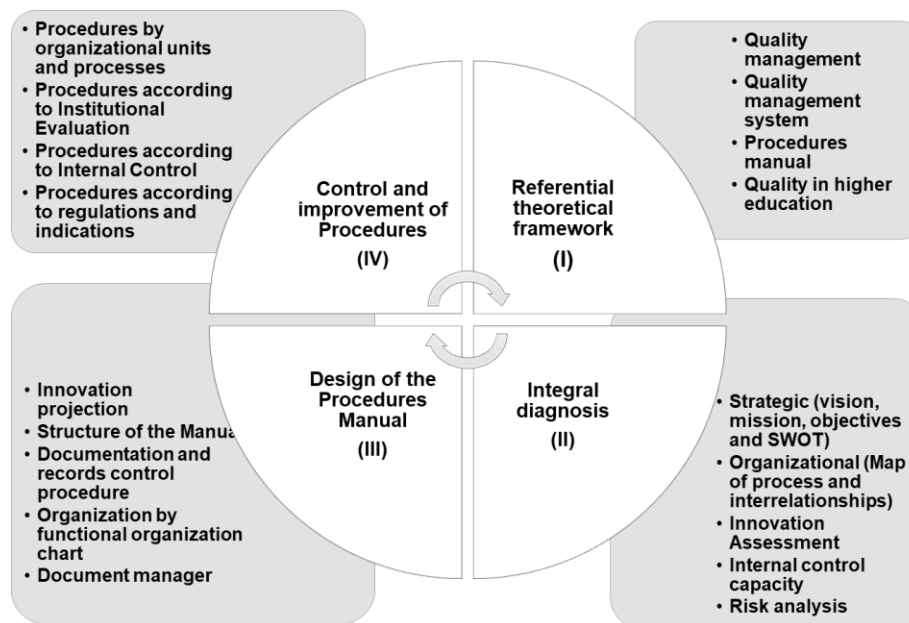 • Procedures by
organizational units
and processes
• Procedures according
to Institutional
Evaluation
• Procedures according
to Internal Control
• Procedures according
to regulations and
indications
• Quality
management
• Quality
management
system
• Procedures
manual
• Quality in higher
education
Control and
improvement of
Procedures
(IV)
Referential
theoretical
framework
(I)
Design of the
Procedures
Manual
(III)
Integral
diagnosis
(II)
• Innovation
projection
• Structure of the Manua
• Documentation and
records control
procedure
• Organization by
functional organization
chart
• Document manager
• Strategic (vision,
mission, objectives
and SWOT)
• Organizational (Map
of process and
interrelationships)
• Innovation
Assessment
• Internal control
capacity
• Risk analysis